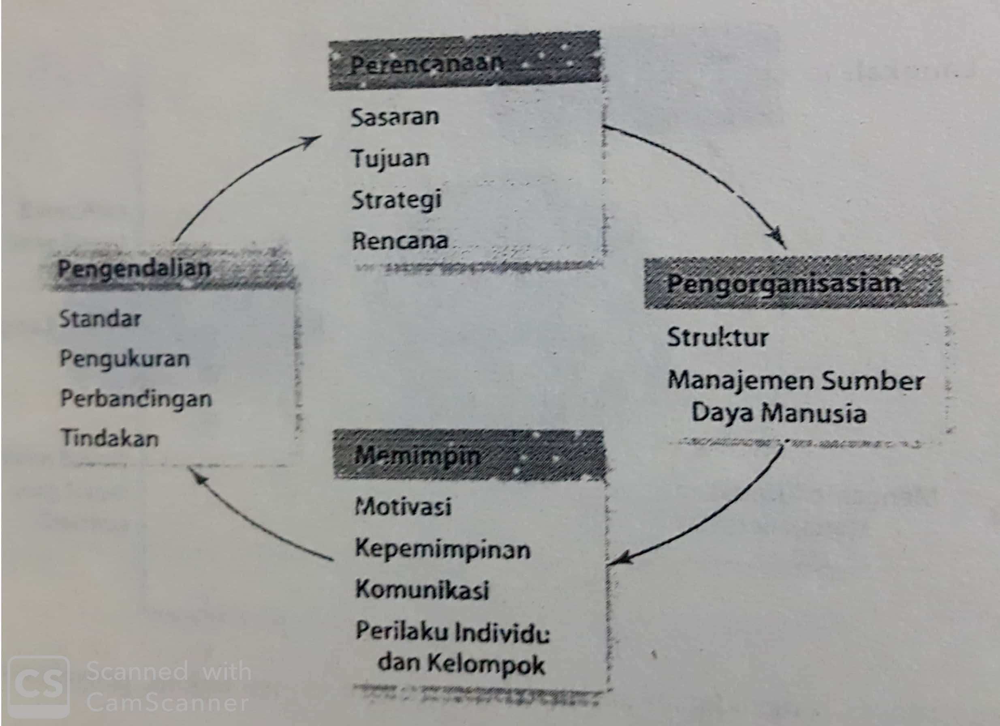 Perencanaan
Sasaran
Tujuan
Strategi
Rencana
Pengorganisasian
Struktur
Manajemen Sumber
Daya Manusia
Memimpin
Motivasi
Kepemimpinan
Komunikasi
Perilaku Individu
dan Kelompok
Pengendalian
Standar
Pengukuran
Perbandingan
Tindakan
CS
Scanned with
CamScanner